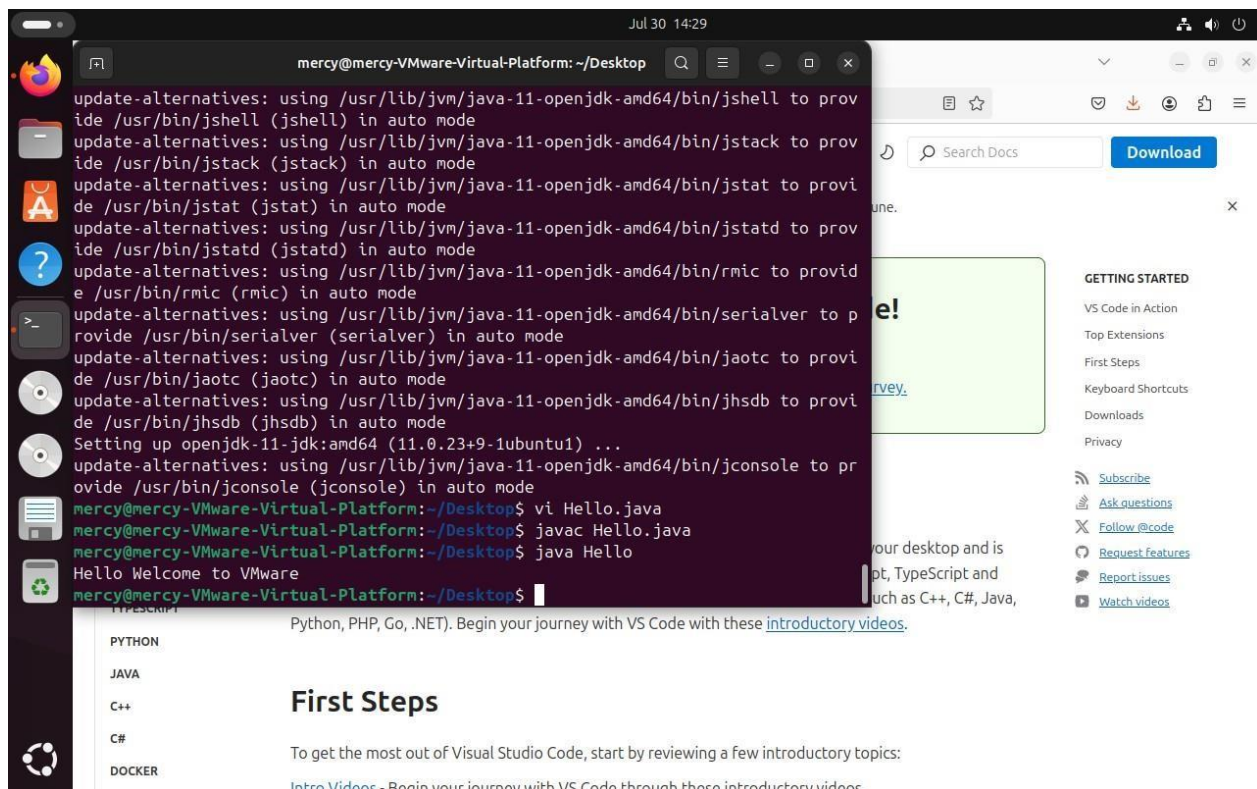 Jul 30 14:29
mercy@mercy-VMware-Virtual-Platform: ~/Desktop
update-alternatives: using /usr/lib/jvm/java-11-openjdk-amd64/bin/jshell to prov
ide /usr/bin/jshell (jshell) in auto mode
update-alternatives: using /usr/lib/jvm/java-11-openjdk-amd64/bin/jstack to prov
ide /usr/bin/jstack (jstack) in auto mode
update-alternatives: using /usr/lib/jvm/java-11-openjdk-amd64/bin/jstat to provi
de /usr/bin/jstat (jstat) in auto mode
update-alternatives: using /usr/lib/jvm/java-11-openjdk-amd64/bin/jstatd to prov
ide /usr/bin/jstatd (jstatd) in auto mode
update-alternatives: using /usr/lib/jvm/java-11-openjdk-amd64/bin/rmic to provid
e /usr/bin/rmic (rmic) in auto mode
update-alternatives: using /usr/lib/jvm/java-11-openjdk-amd64/bin/serialver to p
rovide /usr/bin/serialver (serialver) in auto mode
update-alternatives: using /usr/lib/jvm/java-11-openjdk-amd64/bin/jaotc to provi
de /usr/bin/jaotc (jaotc) in auto mode
update-alternatives: using /usr/lib/jvm/java-11-openjdk-amd64/bin/jhsdb to provi
de /usr/bin/jhsdb (jhsdb) in auto mode
Setting up openjdk-11-jdk:amd64 (11.0.23+9-1ubuntu1) ...
update-alternatives: using /usr/lib/jvm/java-11-openjdk-amd64/bin/jconsole to pr
ovide /usr/bin/jconsole (jconsole) in auto mode
mercy@mercy-VMware-Virtual-Platform:~/Desktop$ vi Hello.java
mercy@mercy-VMware-Virtual-Platform:~/Desktop$ javac Hello.java
mercy@mercy-VMware-Virtual-Platform:~/Desktop$ java Hello
Hello Welcome to VMware
mercy@mercy-VMware-Virtual-Platform:~/Desktop$
Search Docs
Download
une.
e!
rvey.
your desktop and is
pt, TypeScript and
uch as C++, C#, Java,
Python, PHP, Go, .NET). Begin your journey with VS Code with these introductory videos.
First Steps
To get the most out of Visual Studio Code, start by reviewing a few introductory topics:
Intro Videos - Begin your journey with VS Code through these introductory videos.
TYPESCRIPT
PYTHON
JAVA
C++
C#
DOCKER
GETTING STARTED
VS Code in Action
Top Extensions
First Steps
Keyboard Shortcuts
Downloads
Privacy
Subscribe
Ask questions
Follow @code
Request features
Report issues
Watch videos